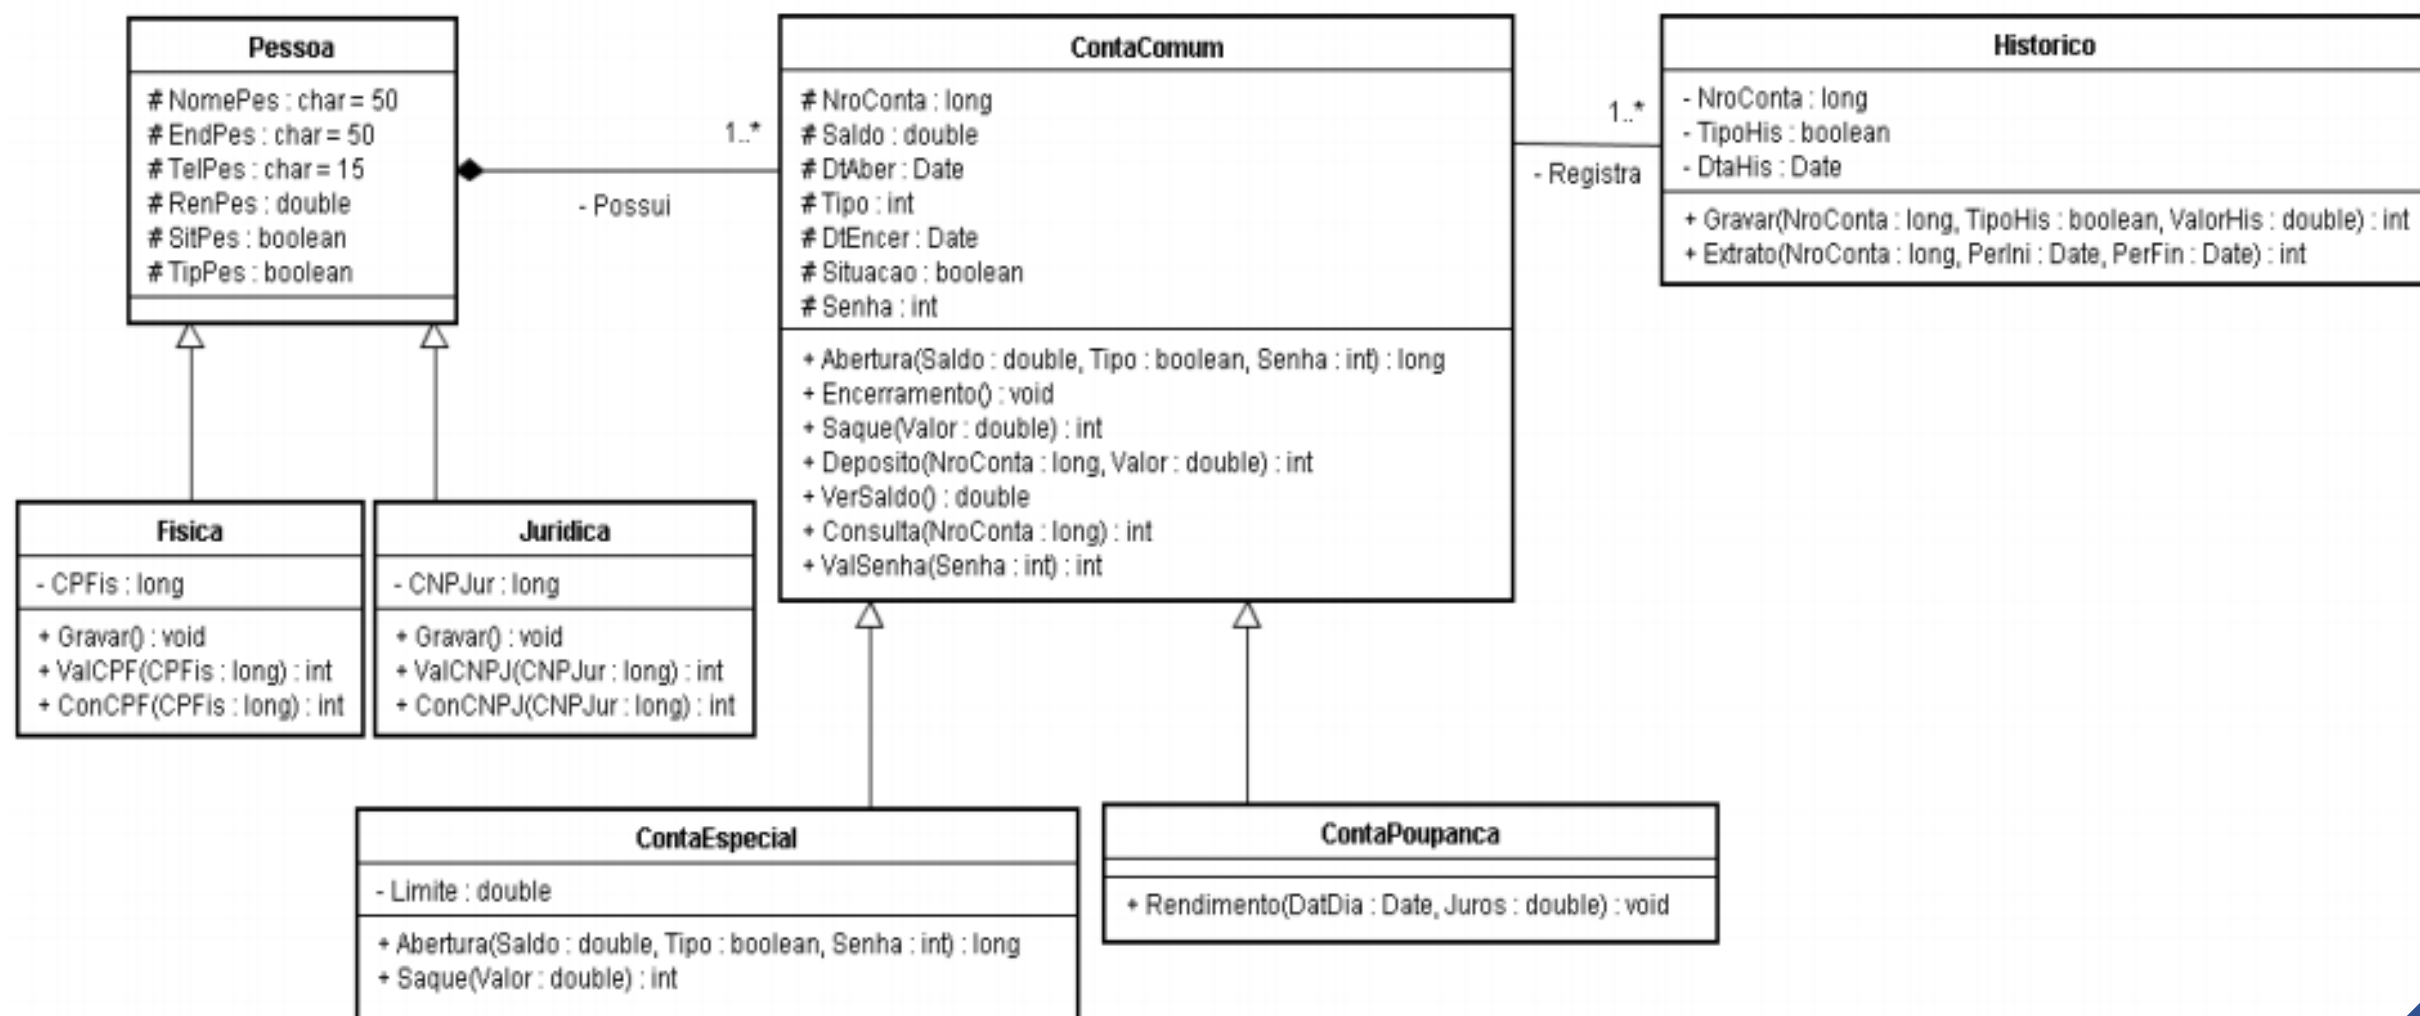 Pessoa
# NomePes : char = 50
# EndPes : char = 50
# TelPes : char = 15
# RenPes : double
# SitPes : boolean
# TipPes : boolean
1..*
- Possui
ContaComum
# NroConta : long
# Saldo : double
# DtAber : Date
# Tipo : int
# DtEncer : Date
# Situacao : boolean
# Senha : int
+ Abertura(Saldo : double, Tipo : boolean, Senha : int) : long
+ Encerramento() : void
+ Saque(Valor : double) : int
+ Deposito(NroConta : long, Valor : double) : int
+ VerSaldo() : double
+ Consulta(NroConta : long) : int
+ ValSenha(Senha : int) : int
1..*
- Registra
Historico
- NroConta : long
- TipoHis : boolean
- DtaHis : Date
+ Gravar(NroConta : long, TipoHis : boolean, ValorHis : double) : int
+ Extrato(NroConta : long, PerIni : Date, PerFin : Date) : int
Fisica
- CPFis : long
+ Gravar() : void
+ ValCPF(CPFis : long) : int
+ ConCPF(CPFis : long) : int
Juridica
- CNPJur : long
+ Gravar() : void
+ ValCNPJ(CNPJur : long) : int
+ ConCNPJ(CNPJur : long) : int
ContaEspecial
- Limite : double
+ Abertura(Saldo : double, Tipo : boolean, Senha : int) : long
+ Saque(Valor : double) : int
ContaPoupanca
+ Rendimento(DatDia : Date, Juros : double) : void